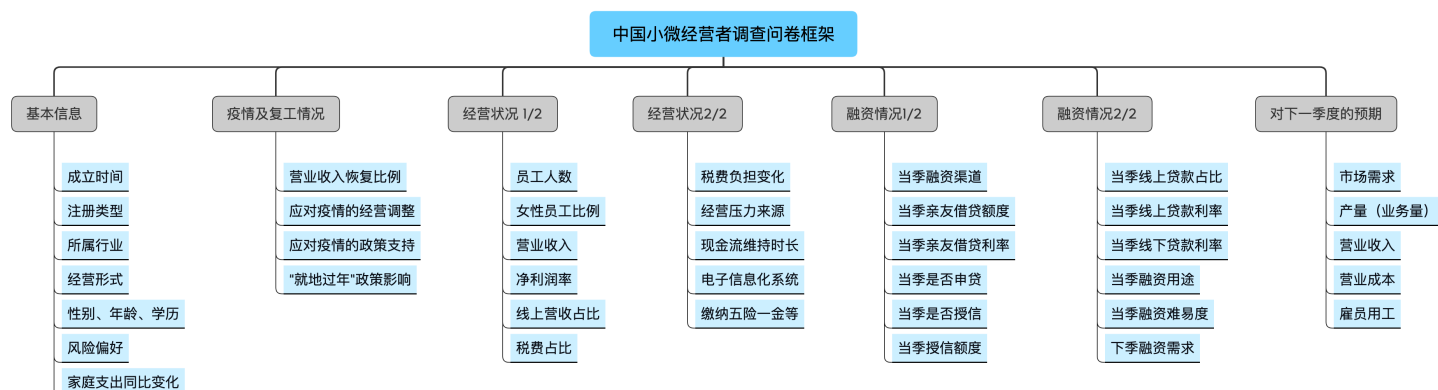 中国小微经营者调查问卷框架
基本信息
疫情及复工情况
经营状况 1/2
经营状况2/2
融资情况1/2
融资情况2/2
对下一季度的预期
成立时间
注册类型
所属行业
经营形式
性别、年龄、学历
风险偏好
家庭支出同比变化
营业收入恢复比例
应对疫情的经营调整
应对疫情的政策支持
"就地过年"政策影响
员工人数
女性员工比例
营业收入
净利润率
线上营收占比
税费占比
税费负担变化
经营压力来源
现金流维持时长
电子信息化系统
缴纳五险一金等
当季融资渠道
当季亲友借贷额度
当季亲友借贷利率
当季是否申贷
当季是否授信
当季授信额度
当季线上贷款占比
当季线上贷款利率
当季线下贷款利率
当季融资用途
当季融资难易度
下季融资需求
市场需求
产量（业务量）
营业收入
营业成本
雇员用工